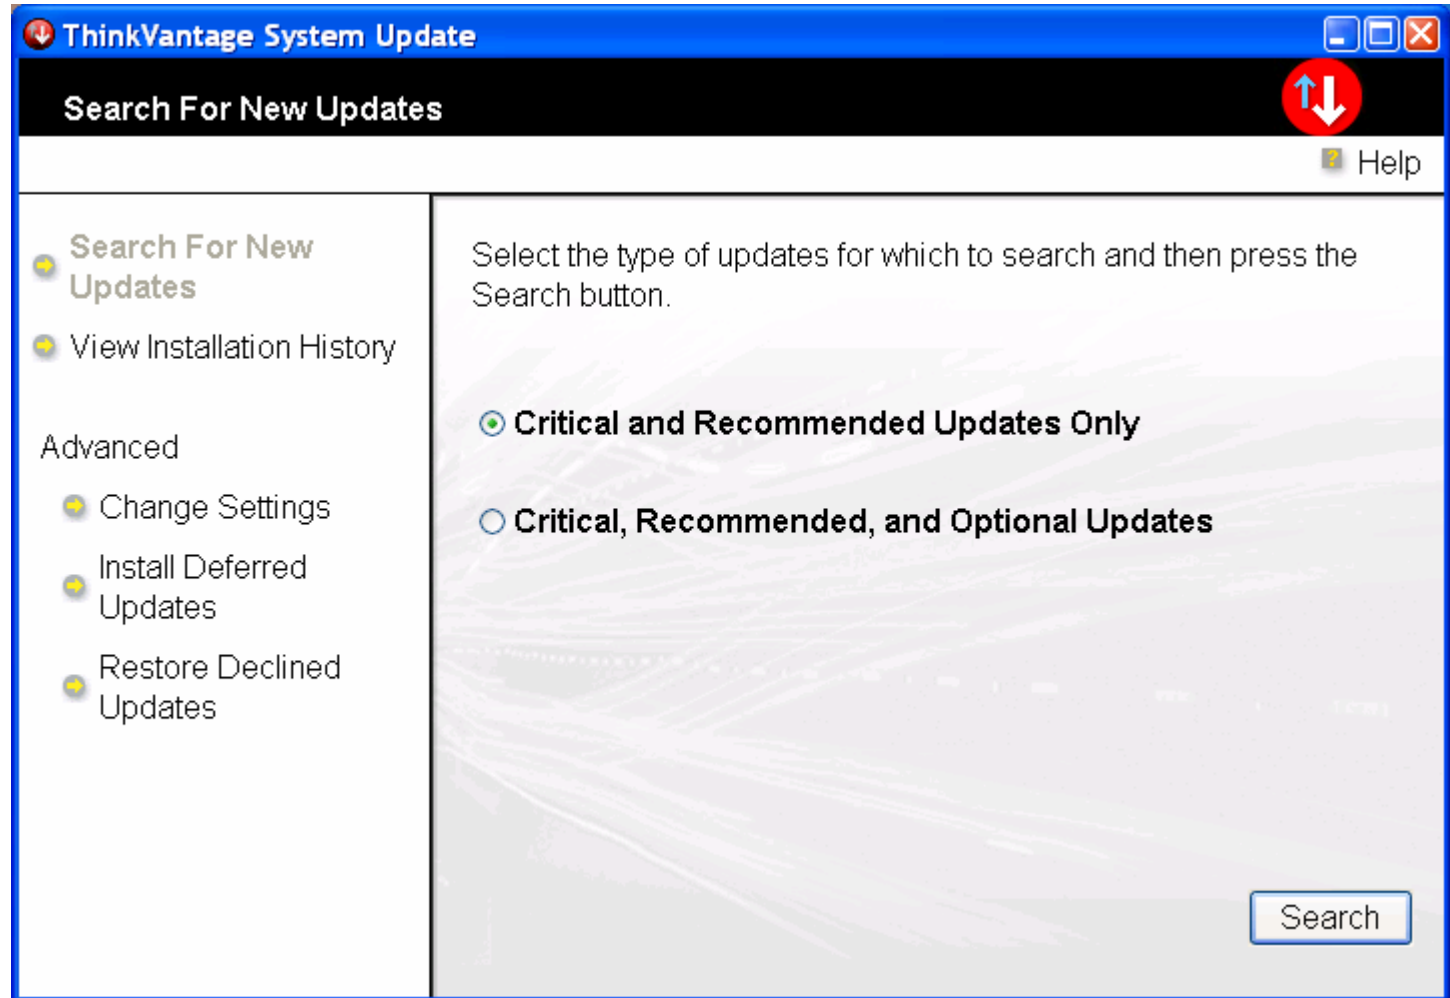 ThinkVantage System Update
Search For New Updates
Help
Search For New
Updates
View Installation History
Advanced
Change Settings
Install Deferred
Updates
Restore Declined
Updates
Select the type of updates for which to search and then press the
Search button.
Critical and Recommended Updates Only
Critical, Recommended, and Optional Updates
Search